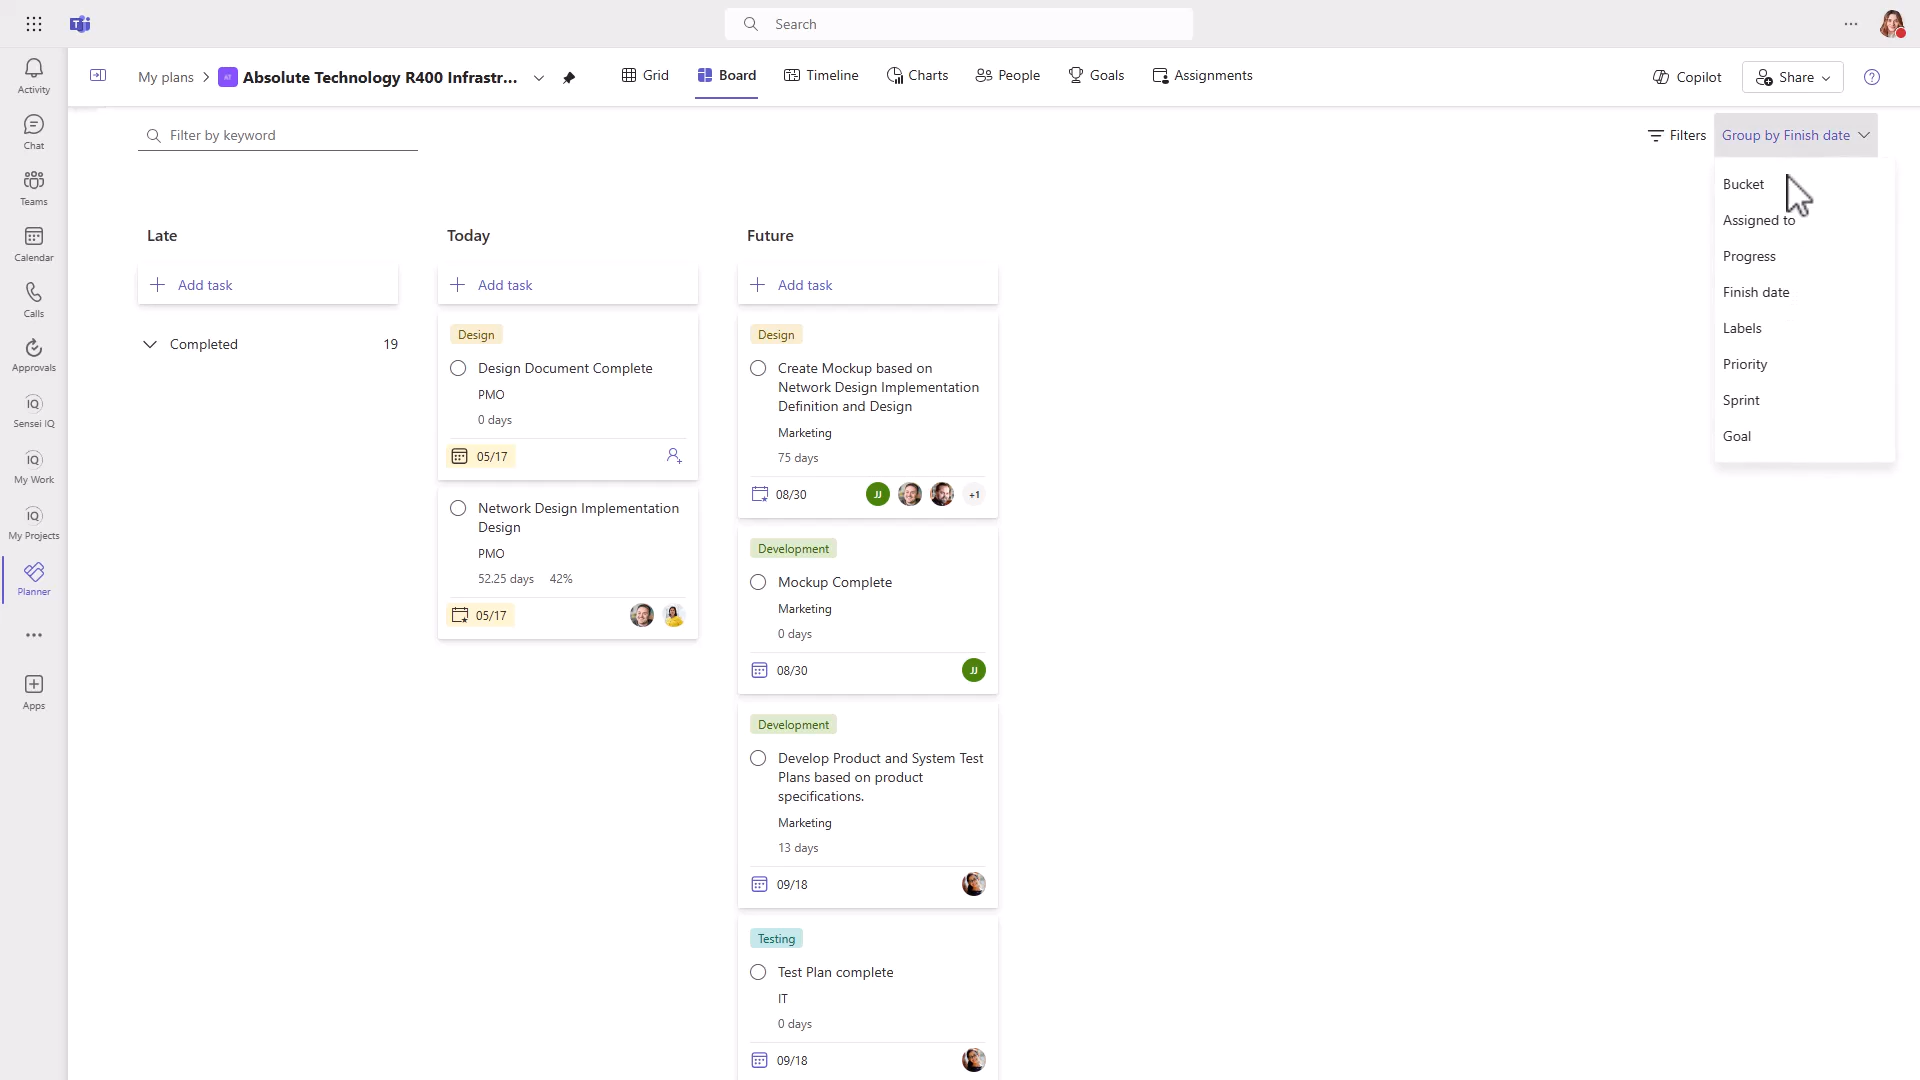 Search
Activity
Chat
Teams
Calendar
Calls
Approvals
IQ
Sensei IQ
IQ
My Work
IQ
My Projects
Planner
Apps
My plans
Absolute Technology R400 Infrastr...
Grid
Board
Timeline
Charts
People
Goals
Assignments
Copilot
Share
Filter by keyword
Filters
Group by Finish date
Bucket
Assigned to
Progress
Finish date
Labels
Priority
Sprint
Goal
Late
Add task
Completed 19
Today
Add task
Design
Design Document Complete
PMO
0 days
05/17
Network Design Implementation
Design
PMO
52.25 days 42%
05/17
Future
Add task
Design
Create Mockup based on
Network Design Implementation
Definition and Design
Marketing
75 days
08/30 JJ +1
Development
Mockup Complete
Marketing
0 days
08/30 JJ
Development
Develop Product and System Test
Plans based on product
specifications.
Marketing
13 days
09/18
Testing
Test Plan complete
IT
0 days
09/18